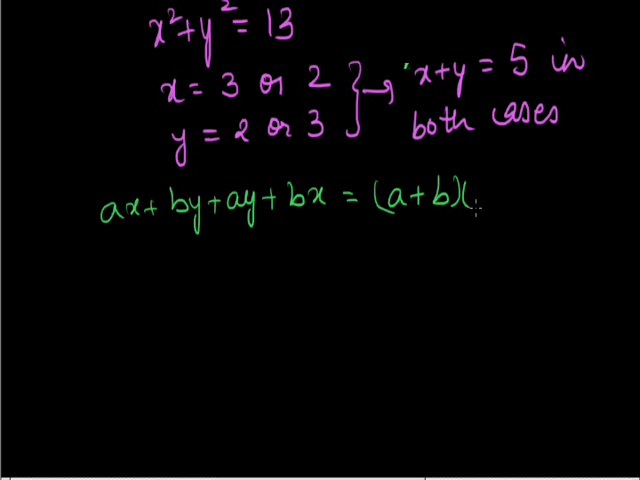 x² + y² = 13
x = 3 or 2 } → x + y = 5 in
y = 2 or 3 both cases
ax + by + ay + bx = (a + b)(